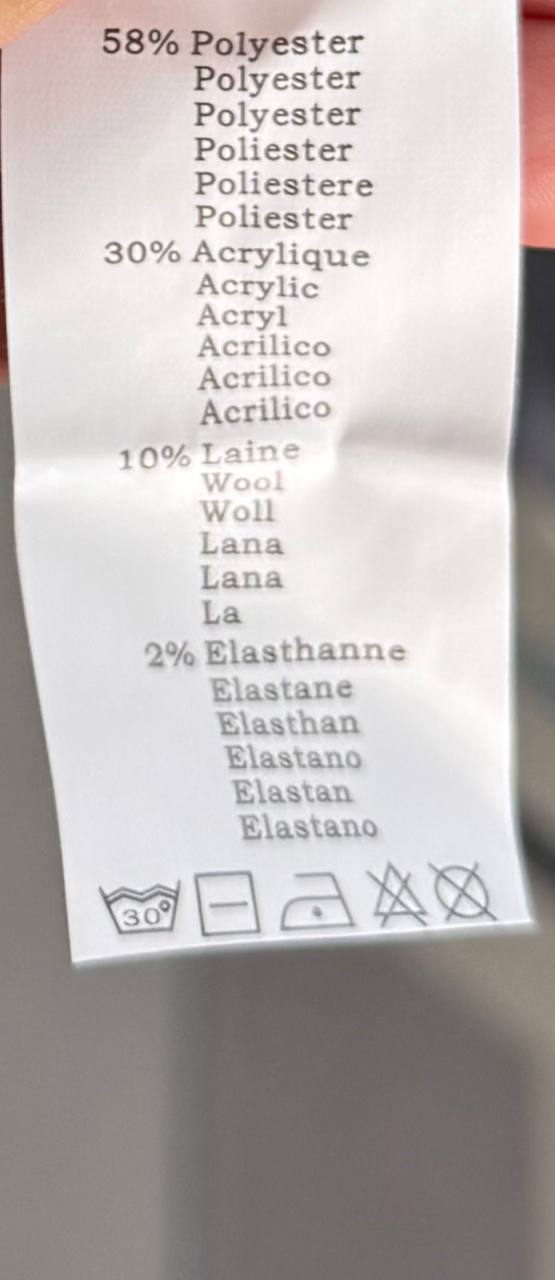 58% Polyester
Polyester
Polyester
Poliester
Poliestere
Poliester
30% Acrylique
Acrylic
Acryl
Acrilico
Acrilico
Acrilico
10% Laine
Wool
Woll
Lana
Lana
La
2% Elasthanne
Elastane
Elasthan
Elastano
Elastan
Elastano
30°